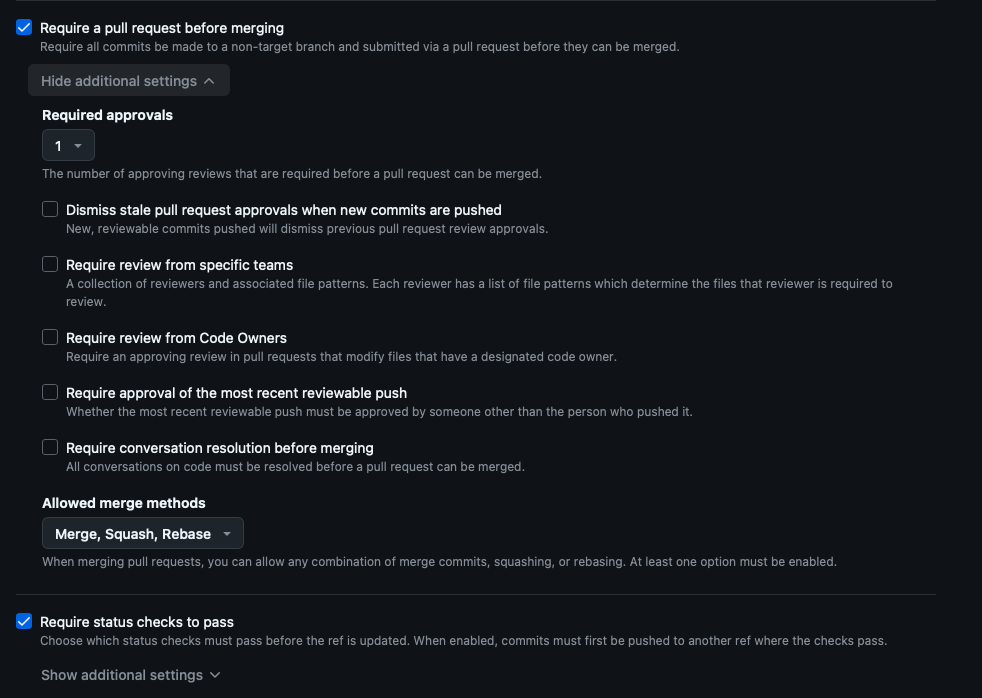 Require a pull request before merging
Require all commits be made to a non-target branch and submitted via a pull request before they can be merged.
Hide additional settings
Required approvals
1
The number of approving reviews that are required before a pull request can be merged.
Dismiss stale pull request approvals when new commits are pushed
New, reviewable commits pushed will dismiss previous pull request review approvals.
Require review from specific teams
A collection of reviewers and associated file patterns. Each reviewer has a list of file patterns which determine the files that reviewer is required to
review.
Require review from Code Owners
Require an approving review in pull requests that modify files that have a designated code owner.
Require approval of the most recent reviewable push
Whether the most recent reviewable push must be approved by someone other than the person who pushed it.
Require conversation resolution before merging
All conversations on code must be resolved before a pull request can be merged.
Allowed merge methods
Merge, Squash, Rebase
When merging pull requests, you can allow any combination of merge commits, squashing, or rebasing. At least one option must be enabled.
Require status checks to pass
Choose which status checks must pass before the ref is updated. When enabled, commits must first be pushed to another ref where the checks pass.
Show additional settings